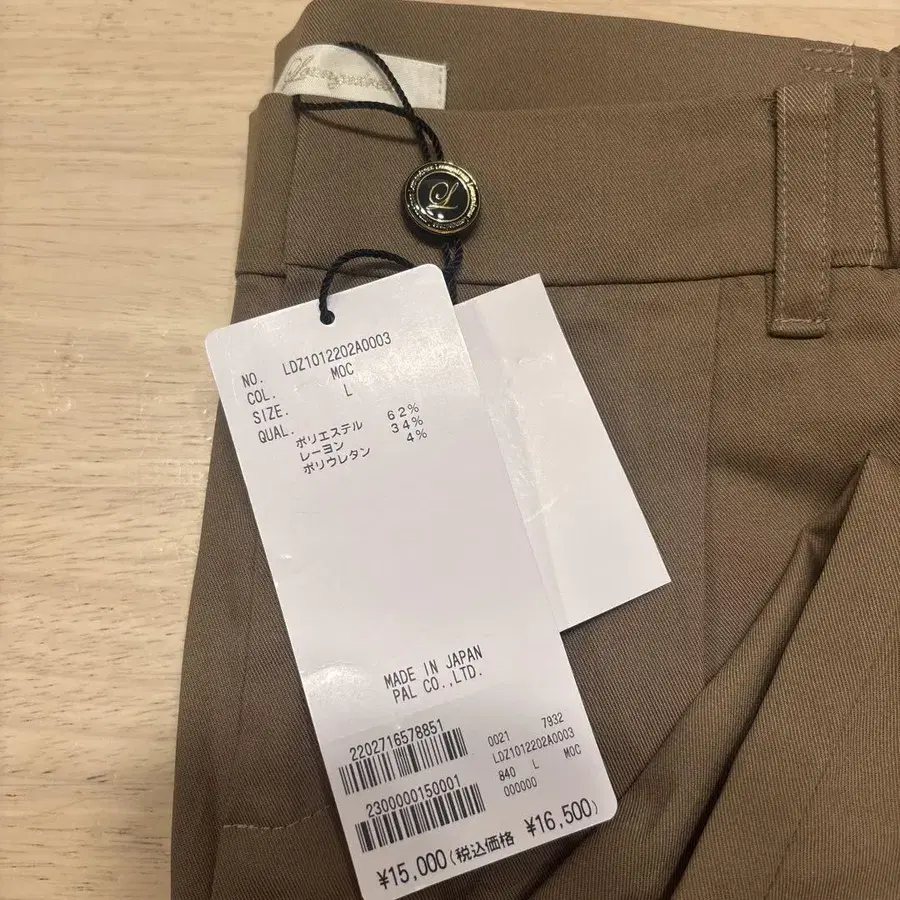 Loungedress
L
NO. LDZ1012202A0003
COL. MOC
SIZE. L
QUAL.
ポリエステル 62%
レーヨン 34%
ポリウレタン 4%
MADE IN JAPAN
PAL CO.,LTD.
2202716578851
2300000150001
0021 7932
LDZ1012202A0003
840 L MOC
000000
¥15,000(税込価格 ¥16,500)